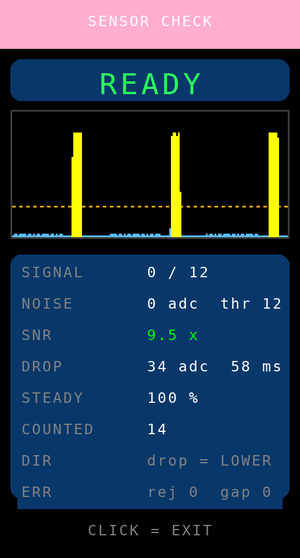 SENSOR CHECK
READY
SIGNAL 0 / 12
NOISE 0 adc thr 12
SNR 9.5 x
DROP 34 adc 58 ms
STEADY 100 %
COUNTED 14
DIR drop = LOWER
ERR rej 0 gap 0
CLICK = EXIT